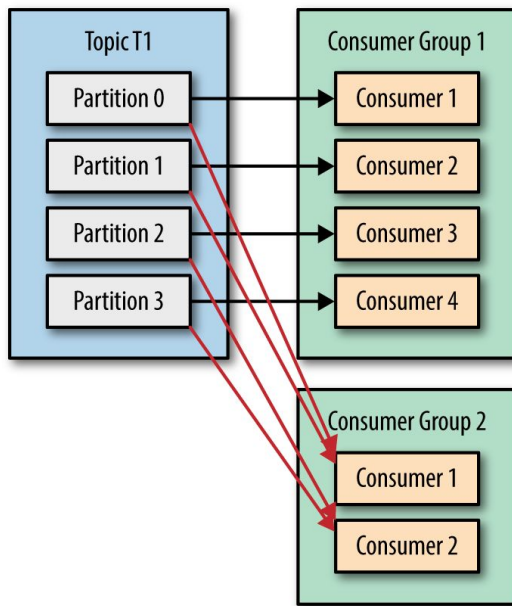 Topic T1
Partition 0
Partition 1
Partition 2
Partition 3
Consumer Group 1
Consumer 1
Consumer 2
Consumer 3
Consumer 4
Consumer Group 2
Consumer 1
Consumer 2